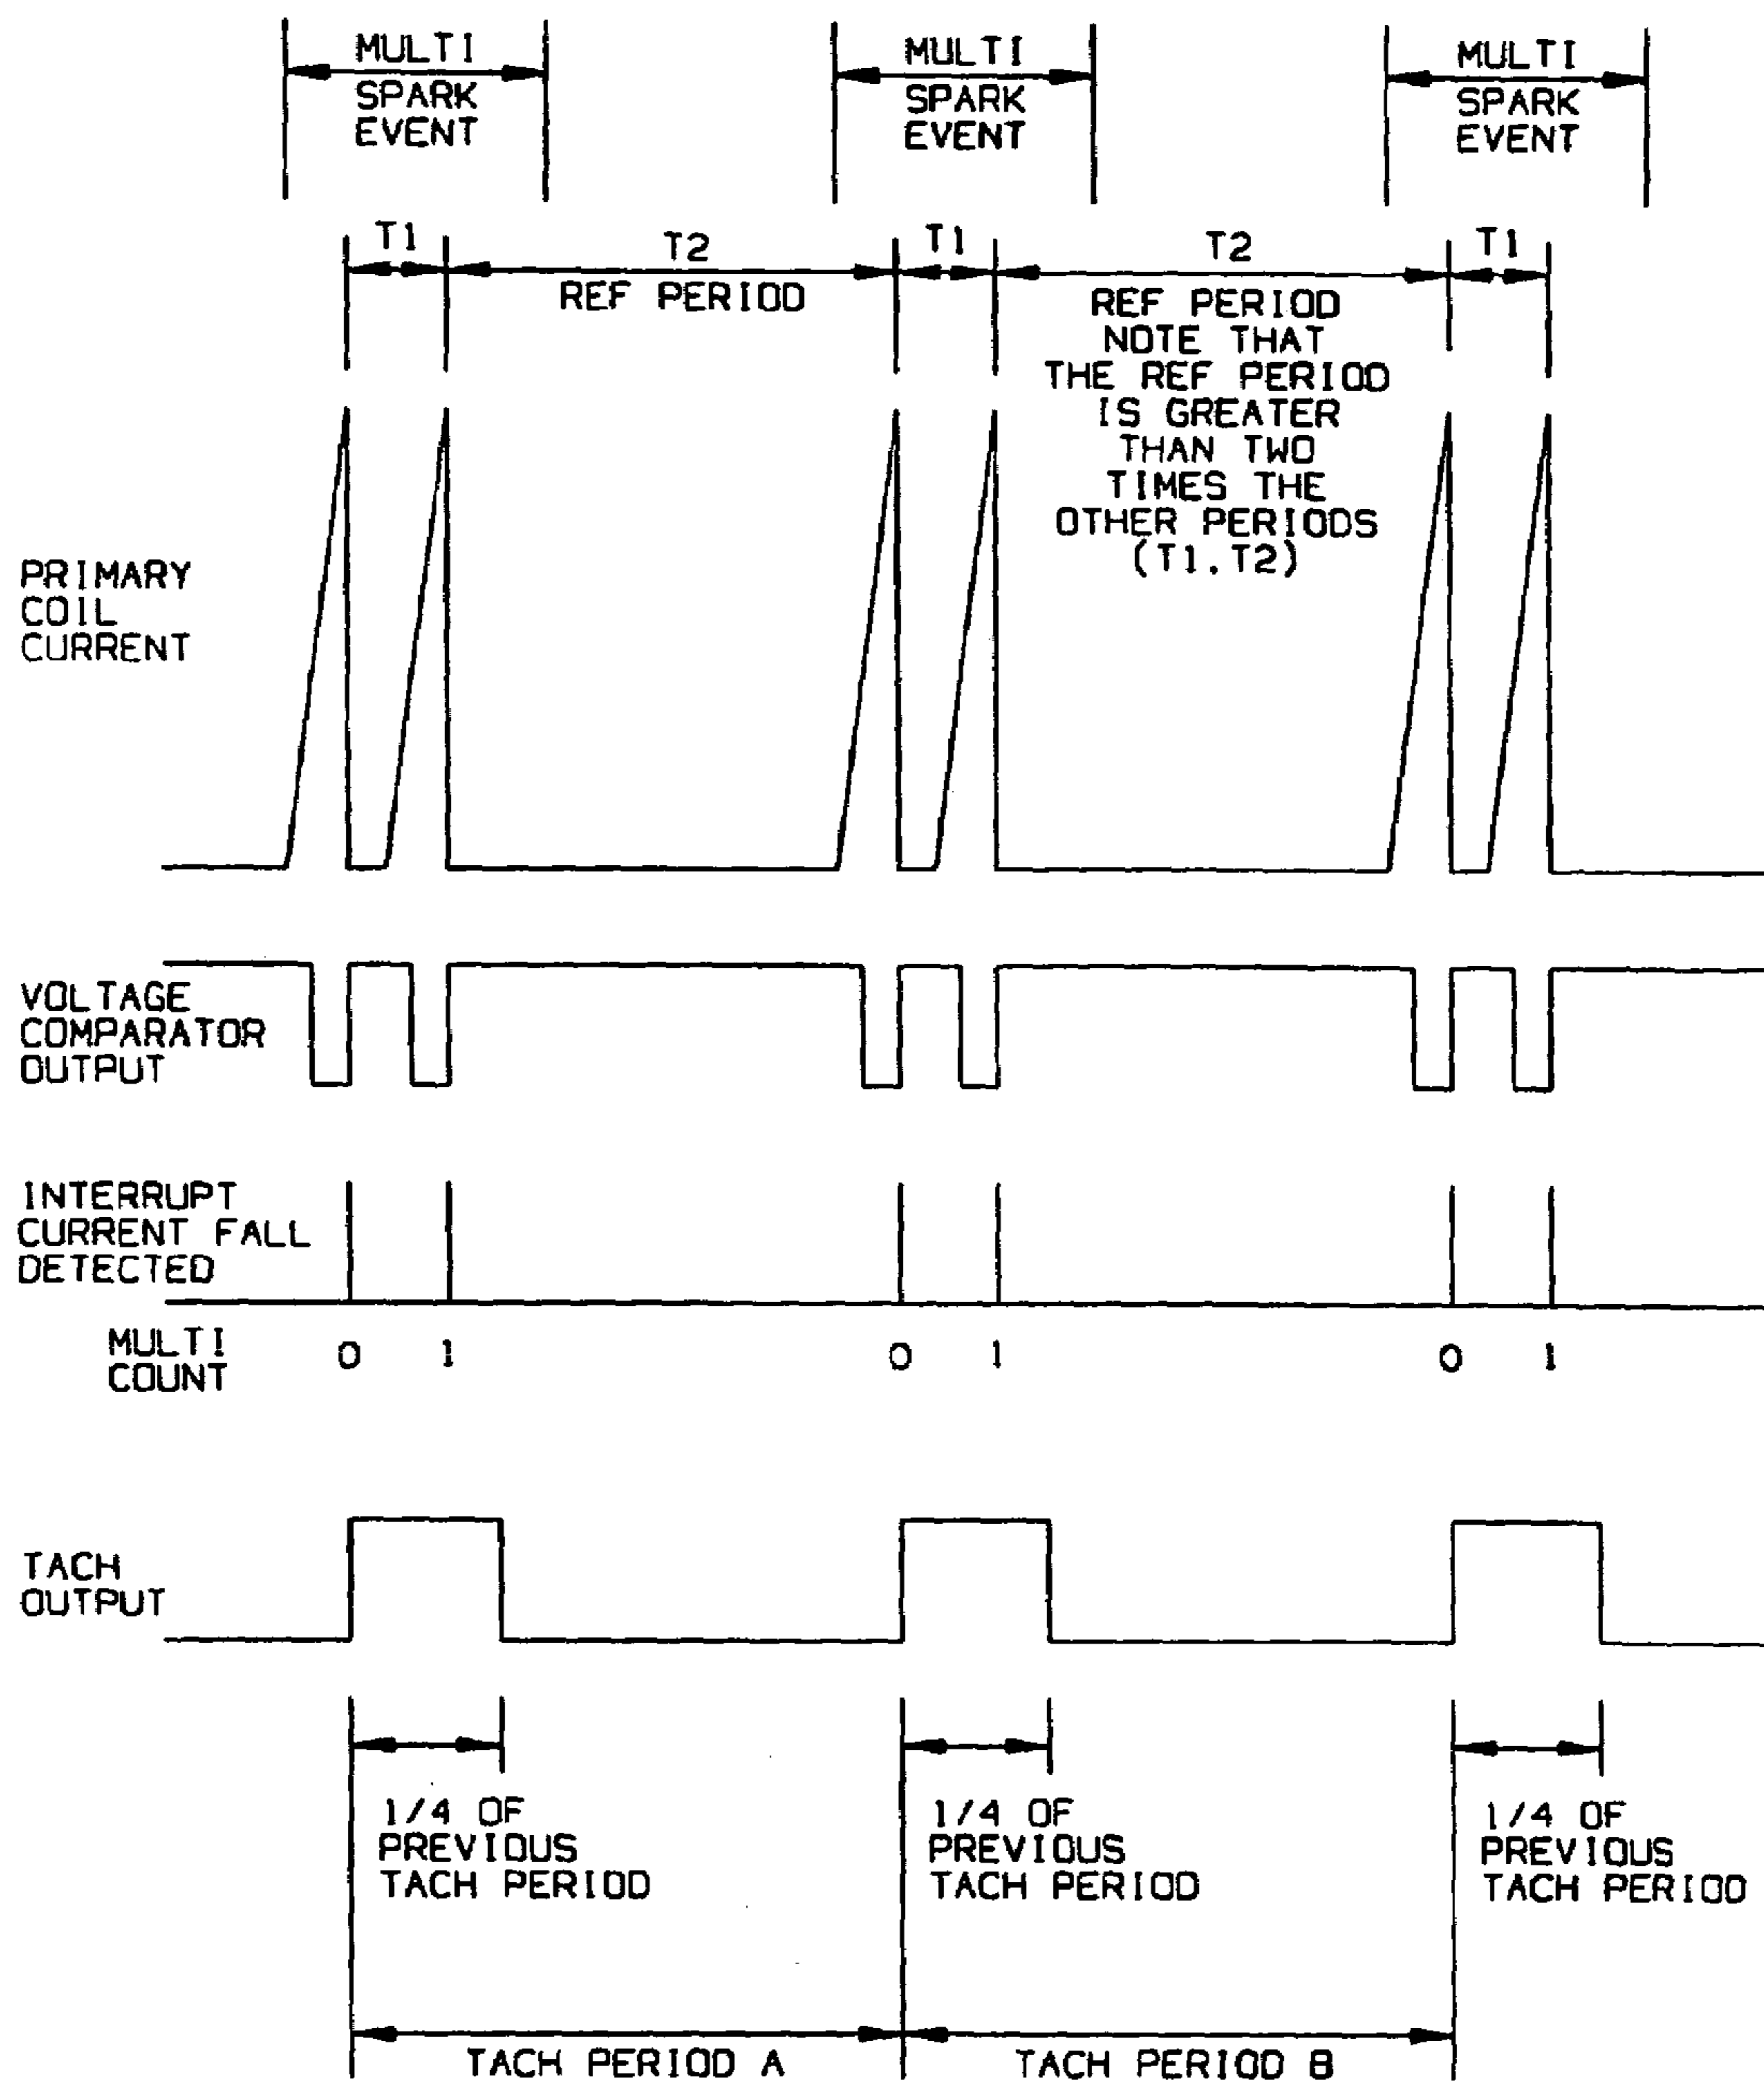 MULTI
SPARK
EVENT
MULTI
SPARK
EVENT
MULTI
SPARK
EVENT
T1
T2
REF PERIOD
T1
T2
REF PERIOD
NOTE THAT
THE REF PERIOD
IS GREATER
THAN TWO
TIMES THE
OTHER PERIODS
(T1.T2)
T1
PRIMARY
COIL
CURRENT
VOLTAGE
COMPARATOR
OUTPUT
INTERRUPT
CURRENT FALL
DETECTED
MULTI
COUNT
0 1 0 1 0 1
TACH
OUTPUT
1/4 OF
PREVIOUS
TACH PERIOD
1/4 OF
PREVIOUS
TACH PERIOD
1/4 OF
PREVIOUS
TACH PERIOD
TACH PERIOD A
TACH PERIOD B